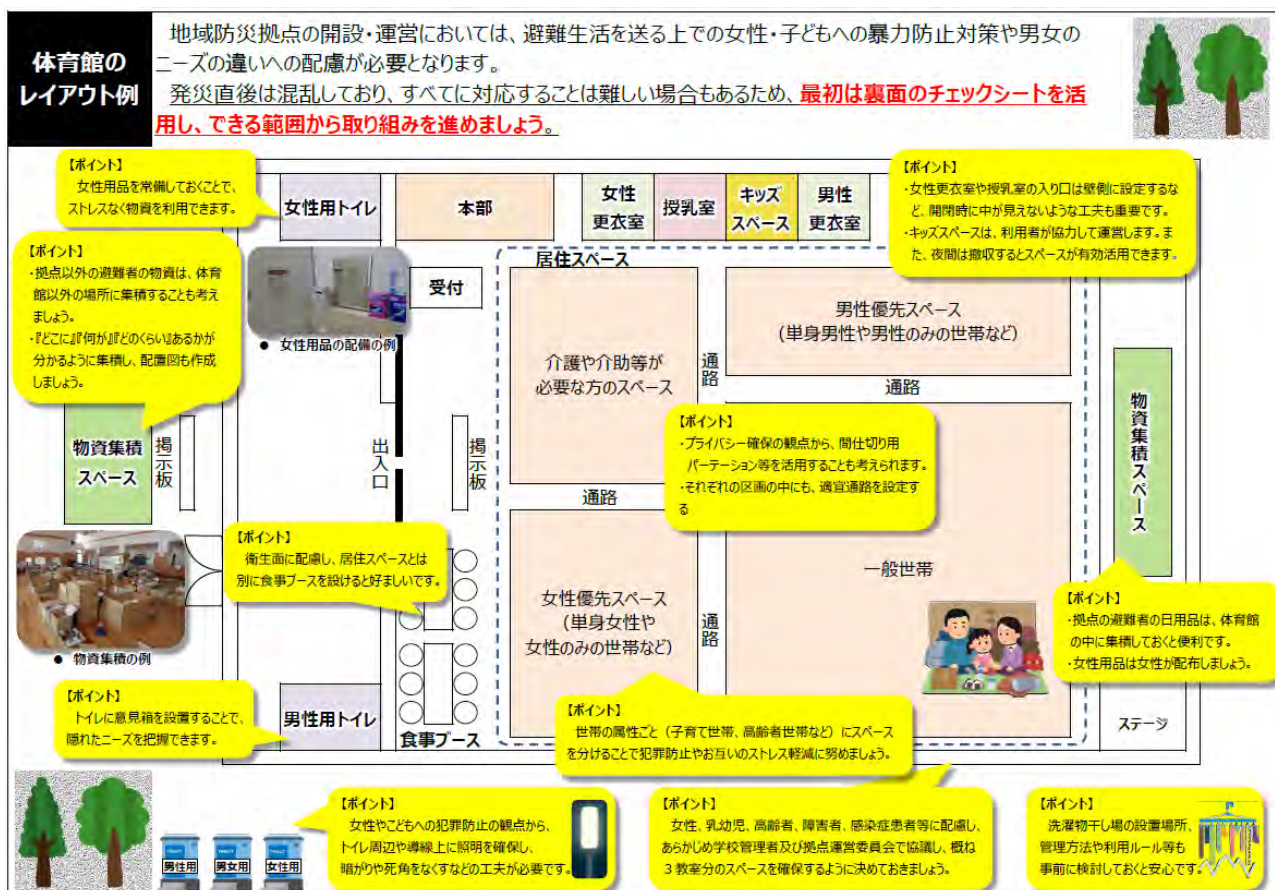 体育館の
レイアウト例
地域防災拠点の開設・運営においては、避難生活を送る上での女性・子どもへの暴力防止対策や男女の
ニーズの違いへの配慮が必要となります。
発災直後は混乱しており、すべてに対応することは難しい場合もあるため、最初は裏面のチェックシートを活
用し、できる範囲から取り組みを進めましょう。
【ポイント】
女性用品を常備しておくことで、
ストレスなく物資を利用できます。
女性用トイレ
本部
女性
更衣室
授乳室
キッズ
スペース
男性
更衣室
【ポイント】
・女性更衣室や授乳室の入り口は壁側に設定するな
ど、開閉時に中が見えないような工夫も重要です。
・キッズスペースは、利用者が協力して運営します。ま
た、夜間は撤収するとスペースが有効活用できます。
【ポイント】
・拠点以外の避難者の物資は、体育
館以外の場所に集積することも考え
ましょう。
・『どこに』『何が』『どのくらい』あるかが
分かるように集積し、配置図も作成
しましょう。
● 女性用品の配備の例
受付
居住スペース
介護や介助等が
必要な方のスペース
通路
男性優先スペース
(単身男性や男性のみの世帯など)
通路
物資集積
スペース
掲示板
出入口
掲示板
【ポイント】
・プライバシー確保の観点から、間仕切り用
パーテーション等を活用することも考えられます。
・それぞれの区画の中にも、適宜通路を設定す
る
物資集積スペース
通路
● 物資集積の例
【ポイント】
衛生面に配慮し、居住スペースとは
別に食事ブースを設けると好ましいです。
女性優先スペース
(単身女性や
女性のみの世帯など)
通路
一般世帯
【ポイント】
・拠点の避難者の日用品は、体育館
の中に集積しておくと便利です。
・女性用品は女性が配布しましょう。
【ポイント】
トイレに意見箱を設置することで、
隠れたニーズを把握できます。
男性用トイレ
食事ブース
【ポイント】
世帯の属性ごと(子育て世帯、高齢者世帯など)にスペース
を分けることで犯罪防止やお互いのストレス軽減に努めましょう。
ステージ
男性用
男女用
女性用
【ポイント】
女性やこどもへの犯罪防止の観点から、
トイレ周辺や導線上に照明を確保し、
暗がりや死角をなくすなどの工夫が必要です。
【ポイント】
女性、乳幼児、高齢者、障害者、感染症患者等に配慮し、
あらかじめ学校管理者及び拠点運営委員会で協議し、概ね
3教室分のスペースを確保するように決めておきましょう。
【ポイント】
洗濯物干し場の設置場所、
管理方法や利用ルール等も
事前に検討しておくと安心です。